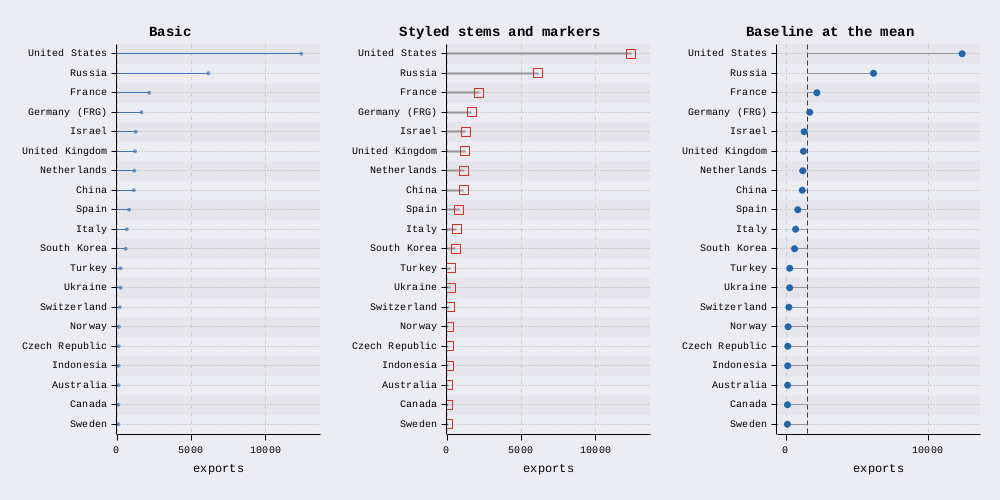 Basic
United States
Russia
France
Germany (FRG)
Israel
United Kingdom
Netherlands
China
Spain
Italy
South Korea
Turkey
Ukraine
Switzerland
Norway
Czech Republic
Indonesia
Australia
Canada
Sweden
0 5000 10000
exports
Styled stems and markers
United States
Russia
France
Germany (FRG)
Israel
United Kingdom
Netherlands
China
Spain
Italy
South Korea
Turkey
Ukraine
Switzerland
Norway
Czech Republic
Indonesia
Australia
Canada
Sweden
0 5000 10000
exports
Baseline at the mean
United States
Russia
France
Germany (FRG)
Israel
United Kingdom
Netherlands
China
Spain
Italy
South Korea
Turkey
Ukraine
Switzerland
Norway
Czech Republic
Indonesia
Australia
Canada
Sweden
0 10000
exports